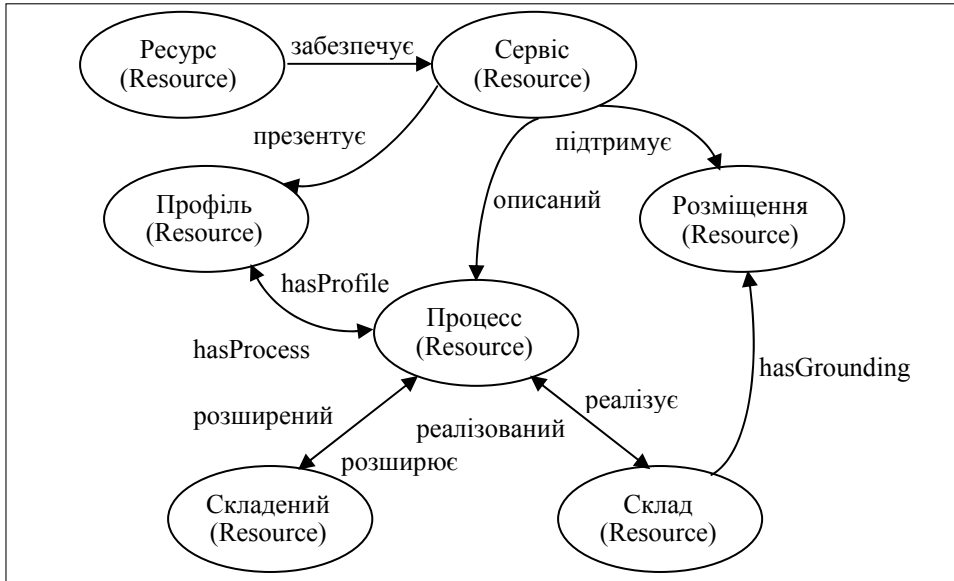 Ресурс
(Resource)
забезпечує
Сервіс
(Resource)
презентує
підтримує
описаний
Профіль
(Resource)
Розміщення
(Resource)
hasProfile
Процесс
(Resource)
hasProcess
hasGrounding
розширений
реалізує
реалізований
розширює
Складений
(Resource)
Склад
(Resource)